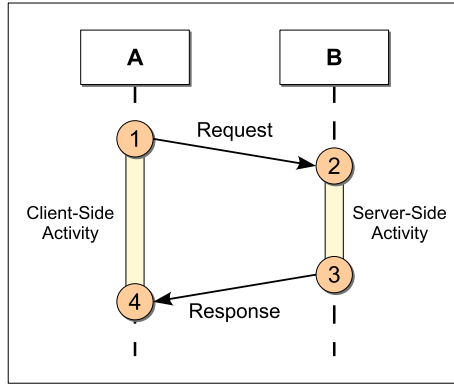 A
B
1
Request
2
Client-Side
Activity
Server-Side
Activity
3
4
Response